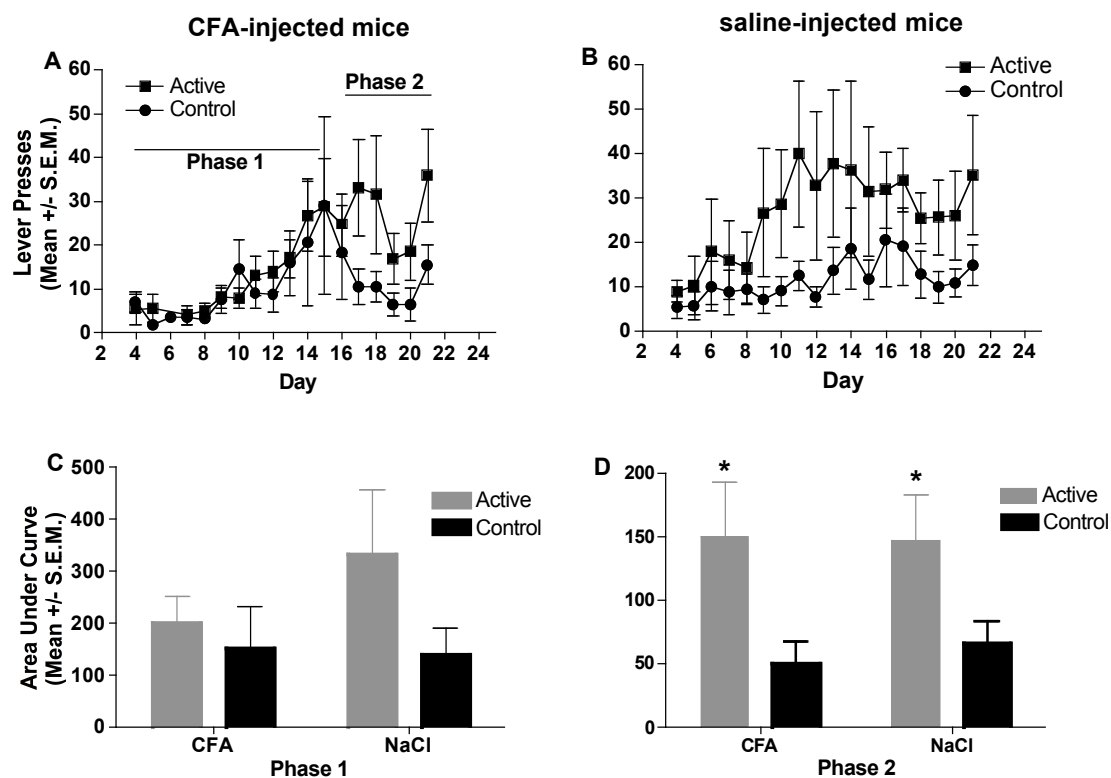 CFA-injected mice
saline-injected mice
A
Active
Control
Phase 1
Phase 2
Lever Presses
(Mean +/- S.E.M.)
60
50
40
30
20
10
0
2 4 6 8 10 12 14 16 18 20 22 24
Day
B
Active
Control
60
50
40
30
20
10
0
2 4 6 8 10 12 14 16 18 20 22 24
Day
C
Active
Control
Area Under Curve
(Mean +/- S.E.M.)
500
400
300
200
100
0
CFA NaCl
Phase 1
D
* *
Active
Control
200
150
100
50
0
CFA NaCl
Phase 2